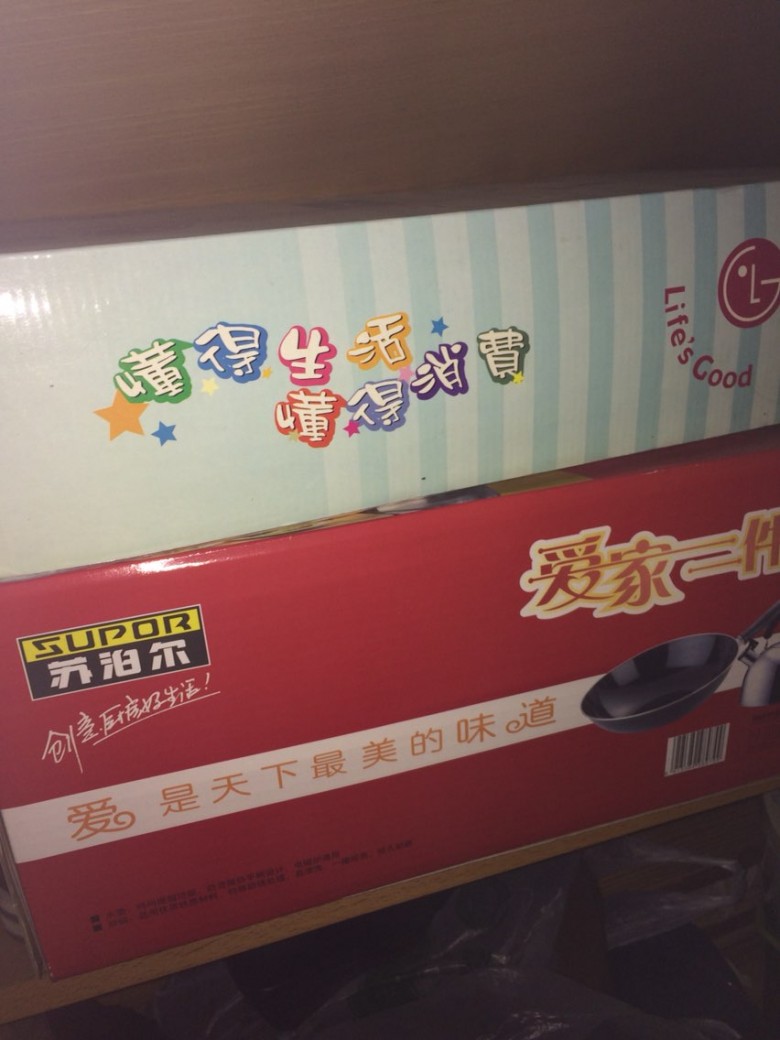 懂得生活
懂得消費
LG
Life's Good
爱家一件
SUPOR
苏泊尔
创意厨房好生活!
爱是天下最美的味道